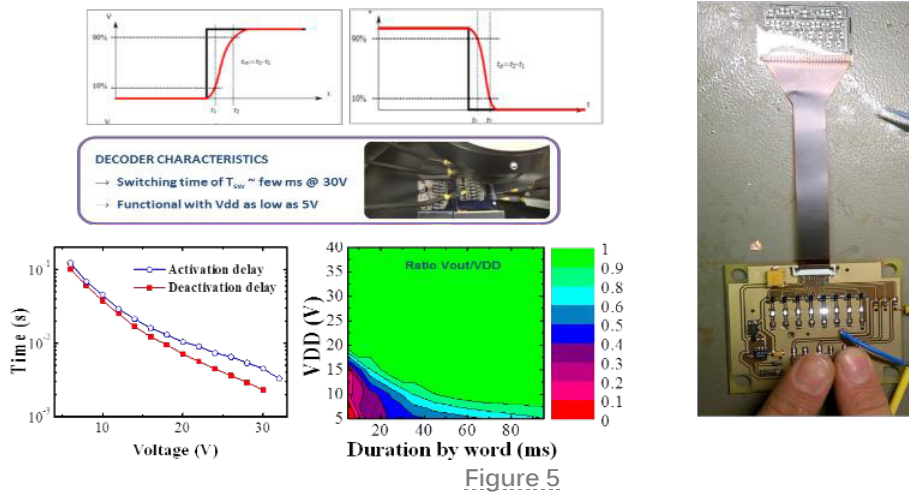 V
90%
10%
t₁
t₂
t
V
90%
10%
t
DECODER CHARACTERISTICS
→ Switching time of Tsw ~ few ms @ 30V
→ Functional with Vdd as low as 5V
Time (s)
10⁻¹
10⁻²
10⁻³
Activation delay
Deactivation delay
10
20
30
Voltage (V)
VDD (V)
40
35
30
25
20
15
10
5
Ratio Vout/VDD
20
40
60
80
Duration by word (ms)
1
0.9
0.8
0.6
0.5
0.4
0.3
0.2
0.1
0
Figure 5